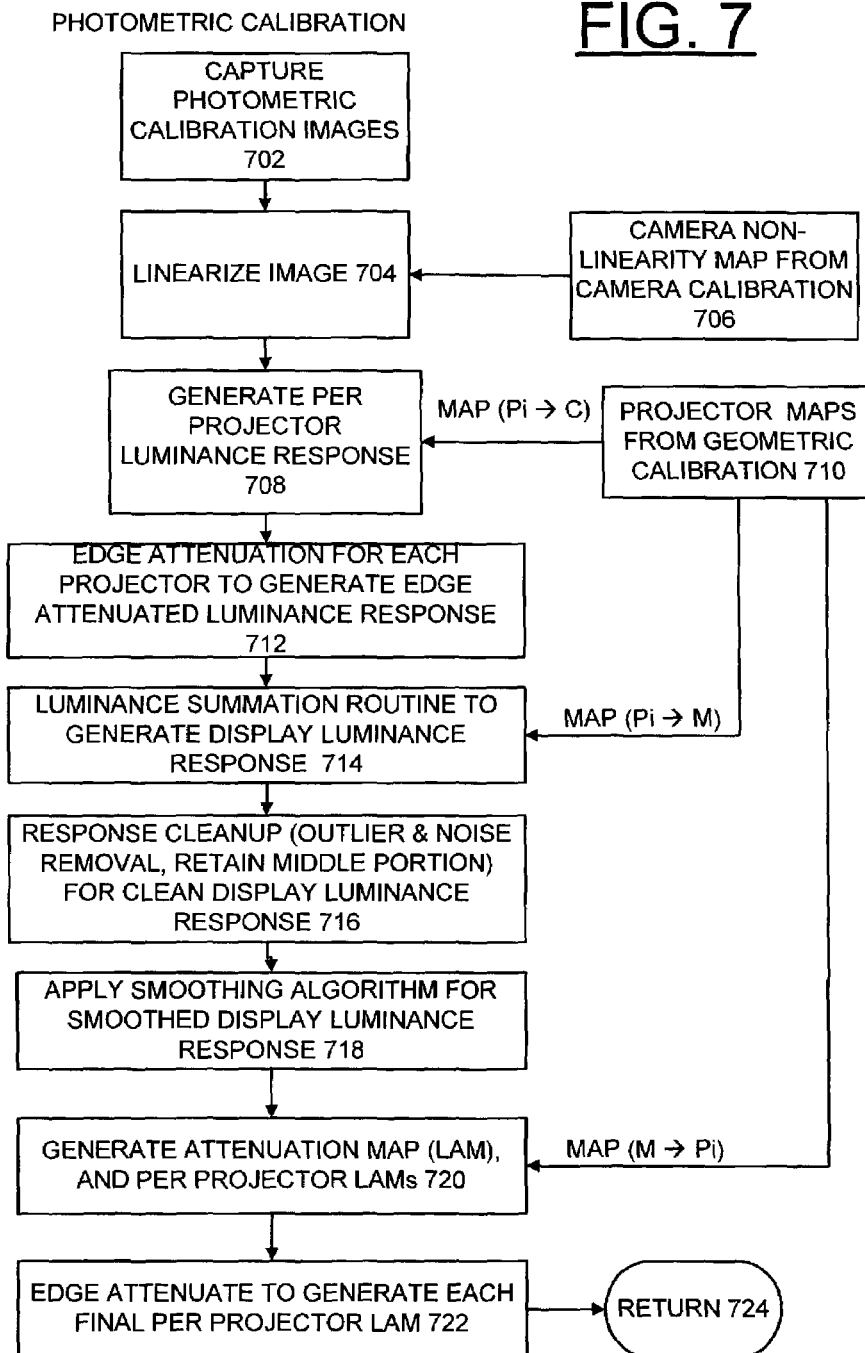 PHOTOMETRIC CALIBRATION
FIG. 7
CAPTURE
PHOTOMETRIC
CALIBRATION IMAGES
702
LINEARIZE IMAGE 704
CAMERA NON-
LINEARITY MAP FROM
CAMERA CALIBRATION
706
GENERATE PER
PROJECTOR
LUMINANCE RESPONSE
708
MAP (Pi → C)
PROJECTOR MAPS
FROM GEOMETRIC
CALIBRATION 710
EDGE ATTENUATION FOR EACH
PROJECTOR TO GENERATE EDGE
ATTENUATED LUMINANCE RESPONSE
712
LUMINANCE SUMMATION ROUTINE TO
GENERATE DISPLAY LUMINANCE
RESPONSE 714
MAP (Pi → M)
RESPONSE CLEANUP (OUTLIER & NOISE
REMOVAL, RETAIN MIDDLE PORTION)
FOR CLEAN DISPLAY LUMINANCE
RESPONSE 716
APPLY SMOOTHING ALGORITHM FOR
SMOOTHED DISPLAY LUMINANCE
RESPONSE 718
GENERATE ATTENUATION MAP (LAM),
AND PER PROJECTOR LAMs 720
MAP (M → Pi)
EDGE ATTENUATE TO GENERATE EACH
FINAL PER PROJECTOR LAM 722
RETURN 724